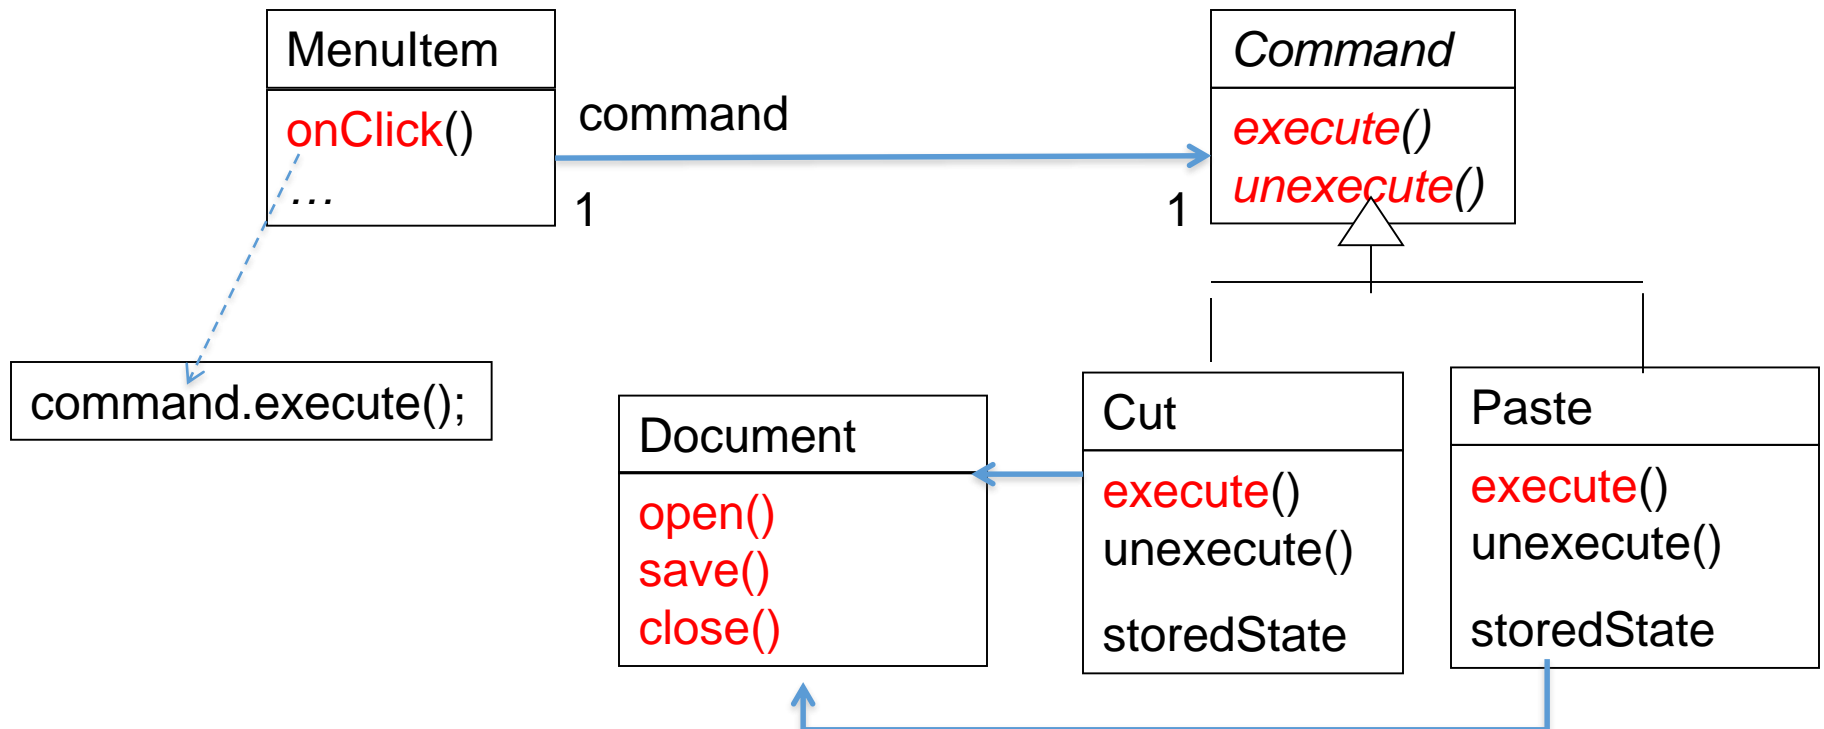 MenuItem
onClick()
…
command
1
1
Command
execute()
unexecute()
command.execute();
Document
open()
save()
close()
Cut
execute()
unexecute()
storedState
Paste
execute()
unexecute()
storedState